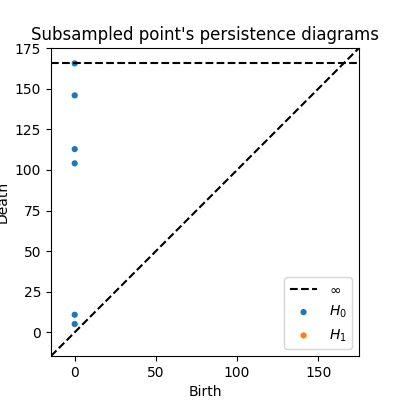 Subsampled point's persistence diagrams
175
150
125
100
75
50
25
0
Death
0 50 100 150
Birth
∞
H₀
H₁